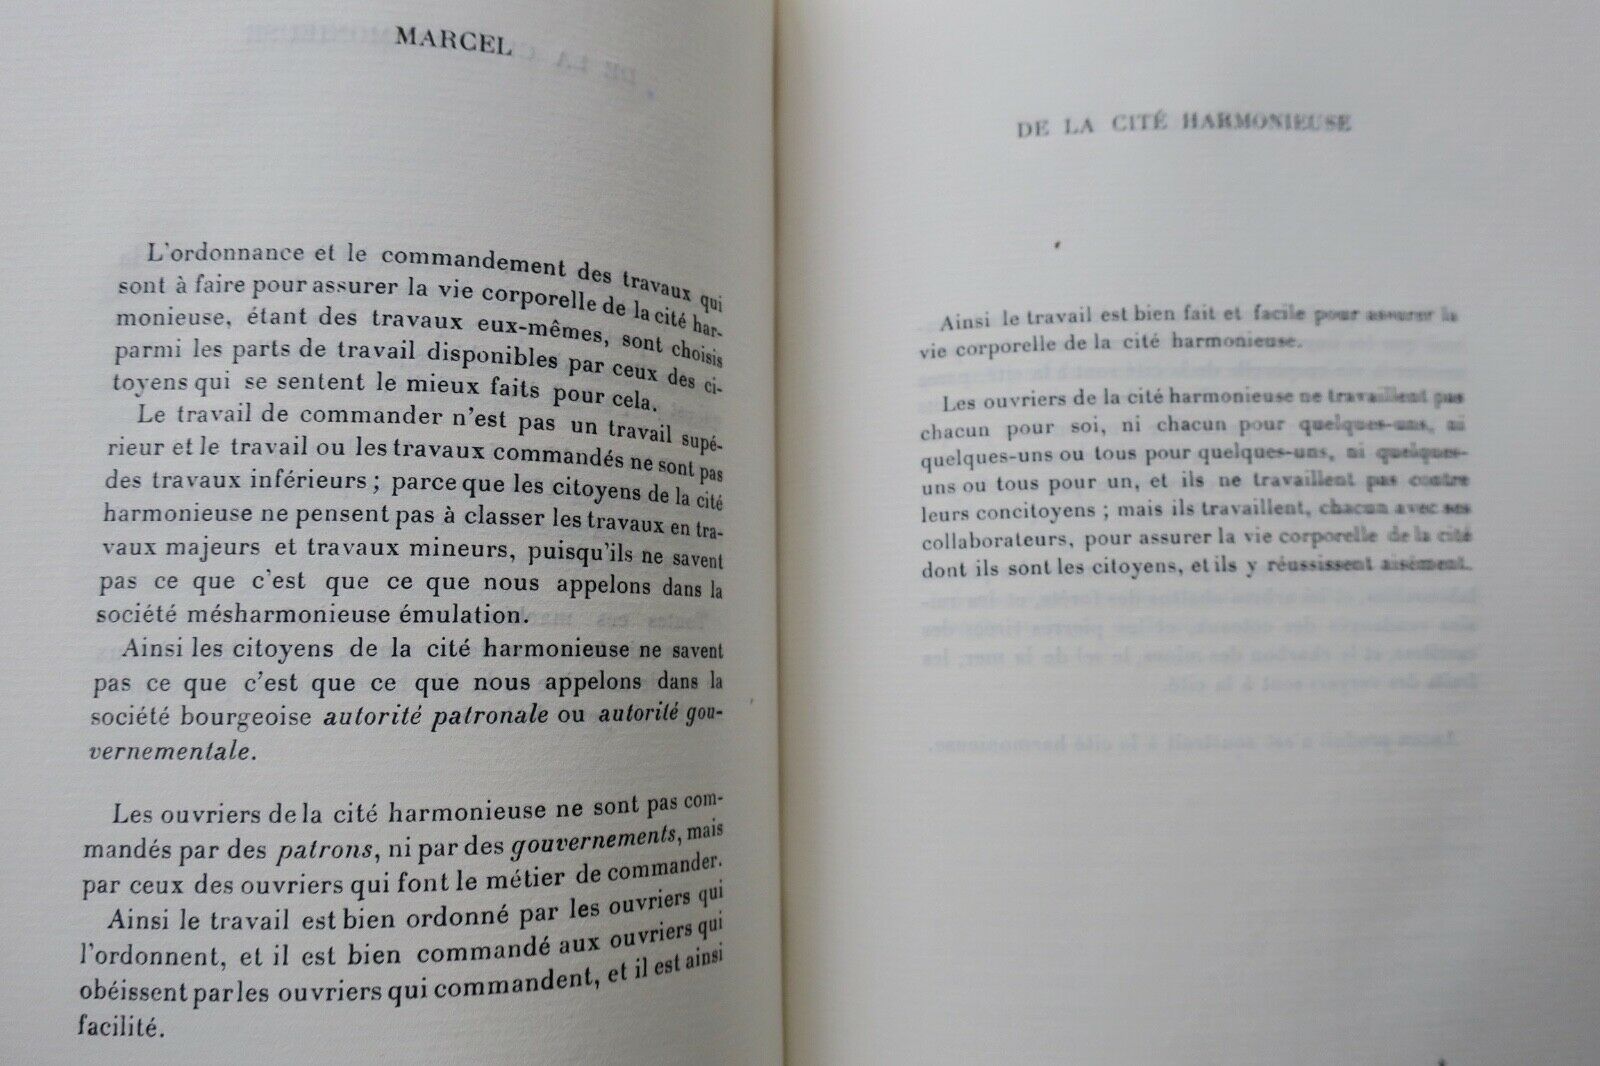 MARCEL
L'ordonnance et le commandement des travaux qui
sont à faire pour assurer la vie corporelle de la cité har-
monieuse, étant des travaux eux-mêmes, sont choisis
parmi les parts de travail disponibles par ceux des ci-
toyens qui se sentent le mieux faits pour cela.
Le travail de commander n'est pas un travail supé-
rieur et le travail ou les travaux commandés ne sont pas
des travaux inférieurs ; parce que les citoyens de la cité
harmonieuse ne pensent pas à classer les travaux en tra-
vaux majeurs et travaux mineurs, puisqu'ils ne savent
pas ce que c'est que ce que nous appelons dans la
société mésharmonieuse émulation.
Ainsi les citoyens de la cité harmonieuse ne savent
pas ce que c'est que ce que nous appelons dans la
société bourgeoise autorité patronale ou autorité gou-
vernementale.
Les ouvriers de la cité harmonieuse ne sont pas com-
mandés par des patrons, ni par des gouvernements, mais
par ceux des ouvriers qui font le métier de commander.
Ainsi le travail est bien ordonné par les ouvriers qui
l'ordonnent, et il est bien commandé aux ouvriers qui
obéissent par les ouvriers qui commandent, et il est ainsi
facilité.
DE LA CITÉ HARMONIEUSE
Ainsi le travail est bien fait et facile pour assurer la
vie corporelle de la cité harmonieuse.
Les ouvriers de la cité harmonieuse ne travaillent pas
chacun pour soi, ni chacun pour quelques-uns, ni
quelques-uns ou tous pour quelques-uns, ni quelques-
uns ou tous pour un, et ils ne travaillent pas contre
leurs concitoyens ; mais ils travaillent, chacun avec ses
collaborateurs, pour assurer la vie corporelle de la cité
dont ils sont les citoyens, et ils y réussissent aisément.